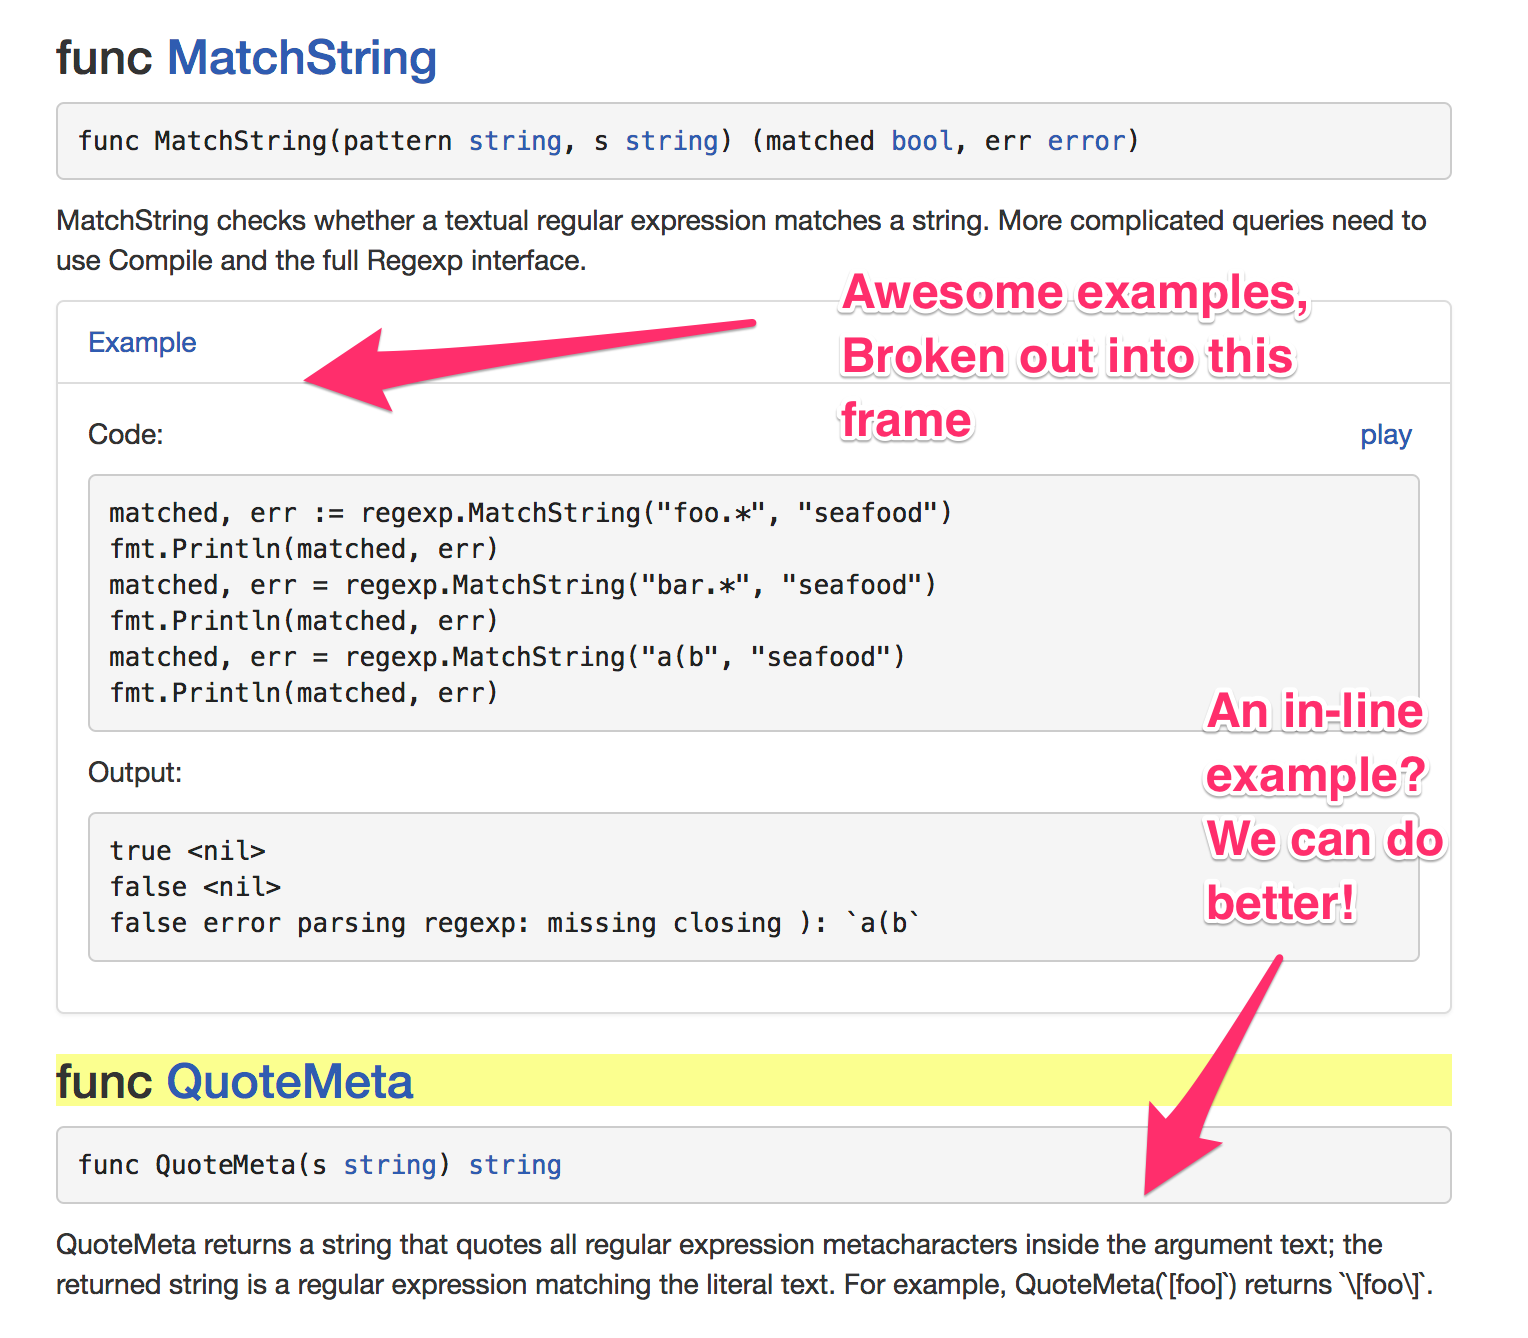 func MatchString
func MatchString(pattern string, s string) (matched bool, err error)
MatchString checks whether a textual regular expression matches a string. More complicated queries need to
use Compile and the full Regexp interface.
Awesome examples,
Broken out into this
frame
Example
Code:
play
matched, err := regexp.MatchString("foo.*", "seafood")
fmt.Println(matched, err)
matched, err = regexp.MatchString("bar.*", "seafood")
fmt.Println(matched, err)
matched, err = regexp.MatchString("a(b", "seafood")
fmt.Println(matched, err)
An in-line
example?
We can do
better!
Output:
true <nil>
false <nil>
false error parsing regexp: missing closing ): `a(b`
func QuoteMeta
func QuoteMeta(s string) string
QuoteMeta returns a string that quotes all regular expression metacharacters inside the argument text; the
returned string is a regular expression matching the literal text. For example, QuoteMeta(`[foo]`) returns `\[foo\]`.